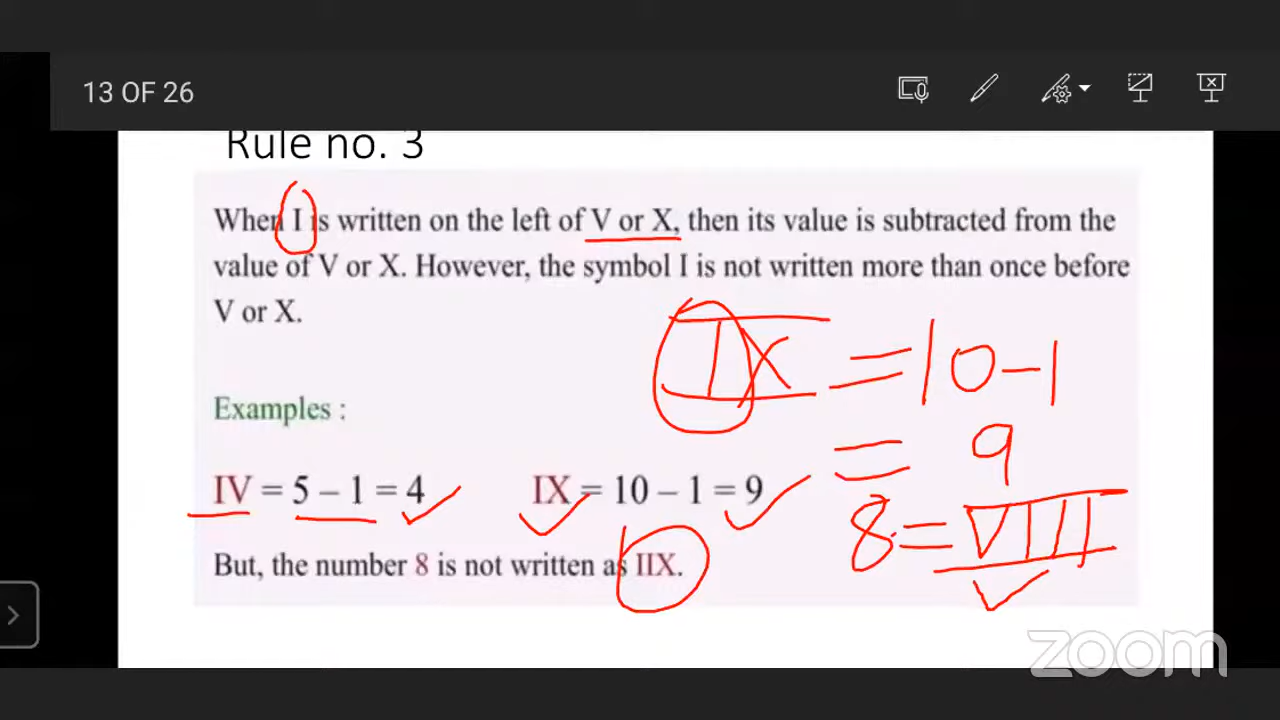 13 OF 26
Rule no. 3
When I is written on the left of V or X, then its value is subtracted from the
value of V or X. However, the symbol I is not written more than once before
V or X.
IX = 10-1
Examples :
= 9
IV = 5 – 1 = 4 IX = 10 – 1 = 9
8 = VIII
But, the number 8 is not written as IIX.
zoom